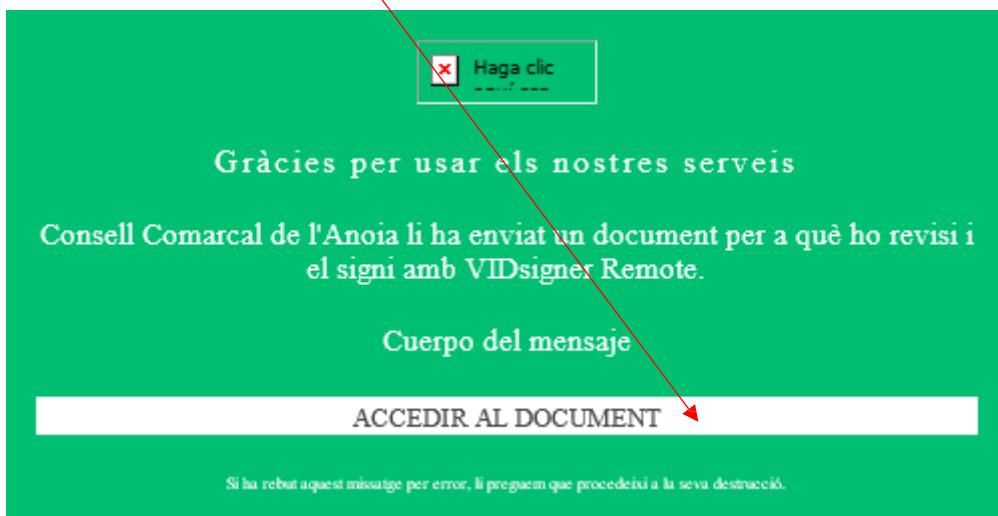 Haga clic
Gràcies per usar els nostres serveis
Consell Comarcal de l'Anoia li ha enviat un document per a què ho revisi i
el signi amb VIDsigner Remote.
Cuerpo del mensaje
ACCEDIR AL DOCUMENT
Si ha rebut aquest missatge per error, li preguem que procedeixi a la seva destrucció.